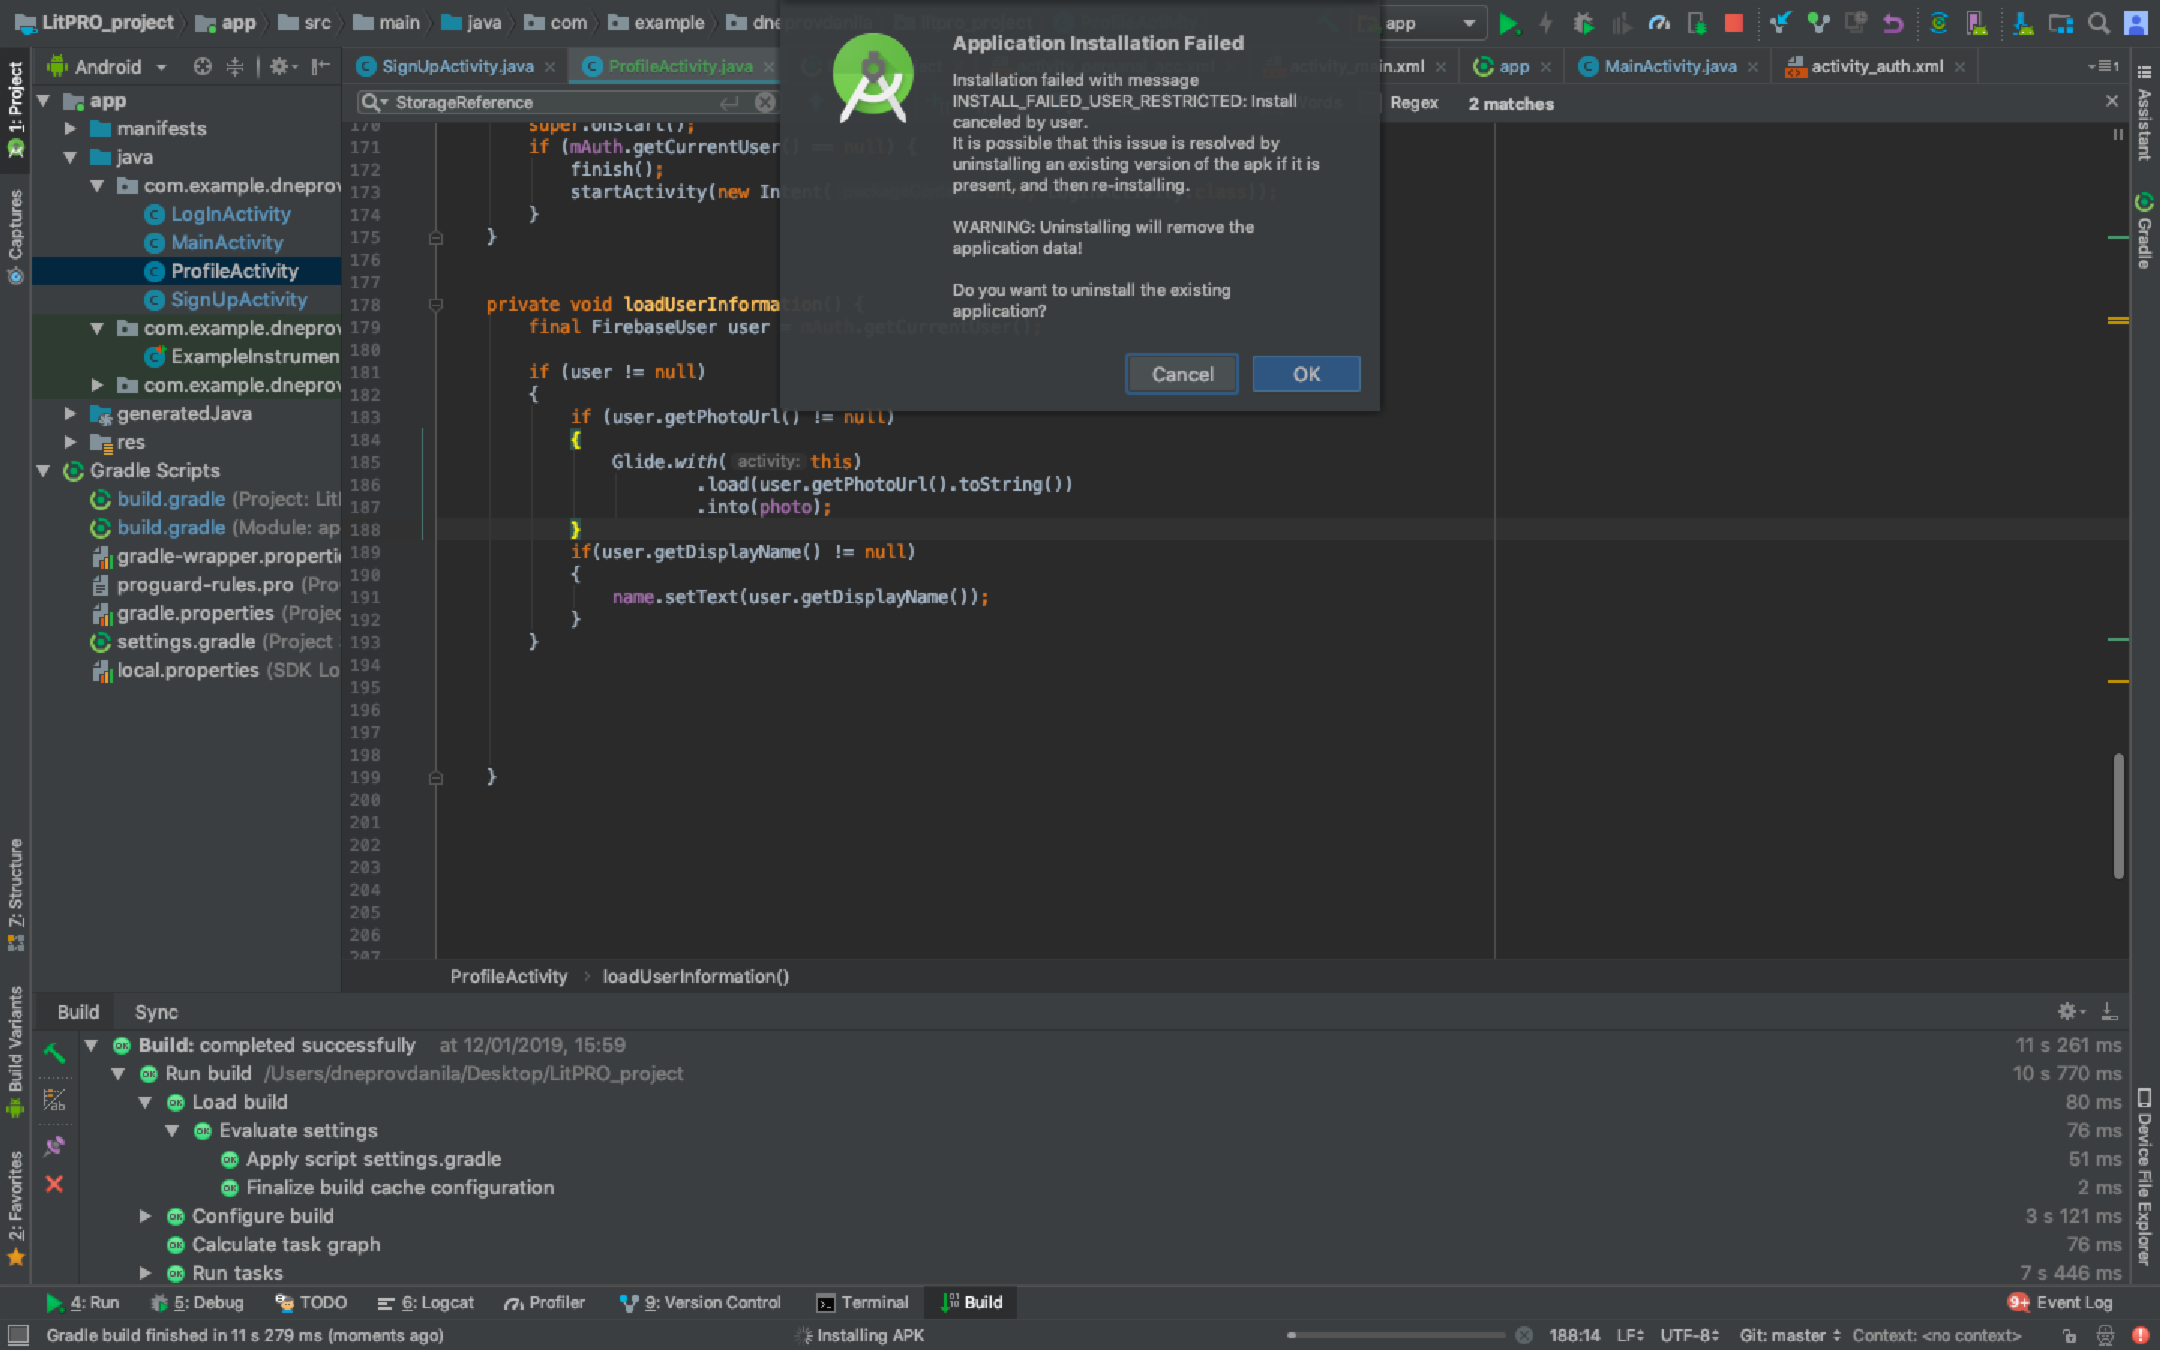 LitPRO_project
app
src
main
java
com
example
app
1: Project
Captures
7: Structure
Build Variants
2: Favorites
Android
app
manifests
java
com.example.dneprov
LogInActivity
MainActivity
ProfileActivity
SignUpActivity
com.example.dneprov
ExampleInstrumen
com.example.dneprov
generatedJava
res
Gradle Scripts
build.gradle (Project: Lit
build.gradle (Module: ap
gradle-wrapper.properti
proguard-rules.pro (Pro
gradle.properties (Projec
settings.gradle (Project
local.properties (SDK Lo
SignUpActivity.java
ProfileActivity.java
app
MainActivity.java
activity_auth.xml
StorageReference
Regex
2 matches
170 super.onStart();
171 if (mAuth.getCurrentUser() == null) {
172 finish();
173 startActivity(new Intent(
174 }
175 }
176
177
178 private void loadUserInformation() {
179 final FirebaseUser user = mAuth.getCurrentUser();
180
181 if (user != null)
182 {
183 if (user.getPhotoUrl() != null)
184 {
185 Glide.with( activity: this)
186 .load(user.getPhotoUrl().toString())
187 .into(photo);
188 }
189 if(user.getDisplayName() != null)
190 {
191 name.setText(user.getDisplayName());
192 }
193 }
194
195
196
197
198
199 }
200
201
202
203
204
205
206
207
Application Installation Failed
Installation failed with message
INSTALL_FAILED_USER_RESTRICTED: Install
canceled by user.
It is possible that this issue is resolved by
uninstalling an existing version of the apk if it is
present, and then re-installing.
WARNING: Uninstalling will remove the
application data!
Do you want to uninstall the existing
application?
Cancel
OK
Assistant
Gradle
Device File Explorer
ProfileActivity > loadUserInformation()
Build
Sync
Build: completed successfully at 12/01/2019, 15:59 11 s 261 ms
Run build /Users/dneprovdanila/Desktop/LitPRO_project 10 s 770 ms
Load build 80 ms
Evaluate settings 76 ms
Apply script settings.gradle 51 ms
Finalize build cache configuration 2 ms
Configure build 3 s 121 ms
Calculate task graph 76 ms
Run tasks 7 s 446 ms
4: Run
5: Debug
TODO
6: Logcat
Profiler
9: Version Control
Terminal
Build
9+ Event Log
Gradle build finished in 11 s 279 ms (moments ago)
Installing APK
188:14
LF
UTF-8
Git: master
Context: <no context>